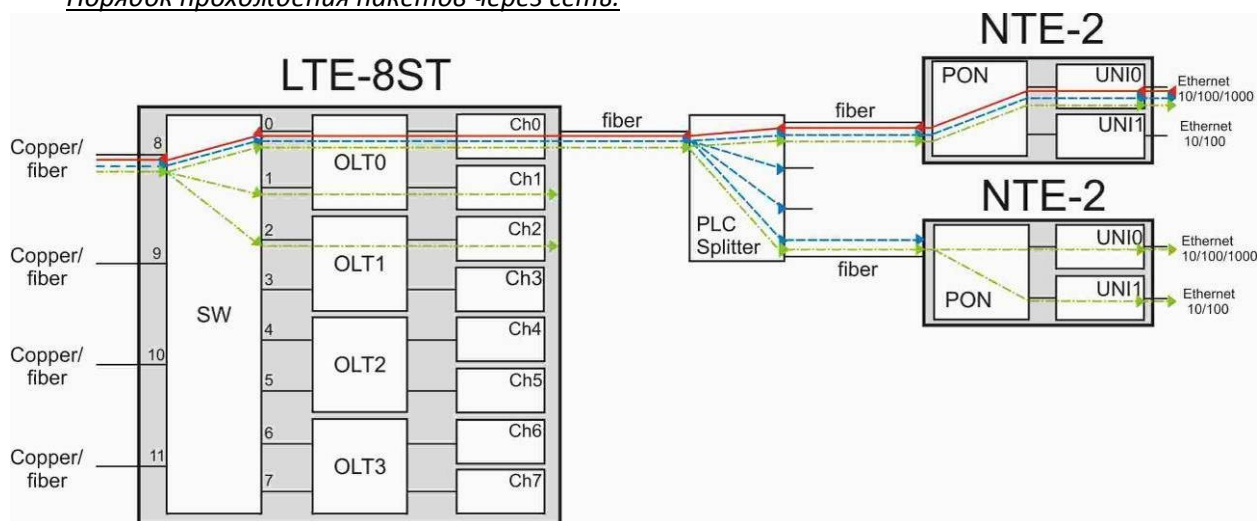 Порядок прохождения пакетов через сеть:
LTE-8ST
NTE-2
Copper/
fiber
8
Copper/
fiber
9
Copper/
fiber
10
Copper/
fiber
11
SW
0
1
2
3
4
5
6
7
OLT0
OLT1
OLT2
OLT3
Ch0
Ch1
Ch2
Ch3
Ch4
Ch5
Ch6
Ch7
fiber
PLC
Splitter
fiber
fiber
PON
UNI0
UNI1
Ethernet
10/100/1000
Ethernet
10/100
NTE-2
PON
UNI0
UNI1
Ethernet
10/100/1000
Ethernet
10/100